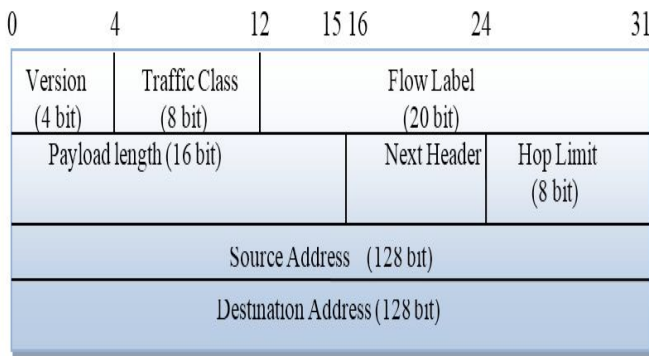 0 4 12 15 16 24 31
Version Traffic Class Flow Label
(4 bit) (8 bit) (20 bit)
Payload length (16 bit) Next Header Hop Limit
(8 bit)
Source Address (128 bit)
Destination Address (128 bit)